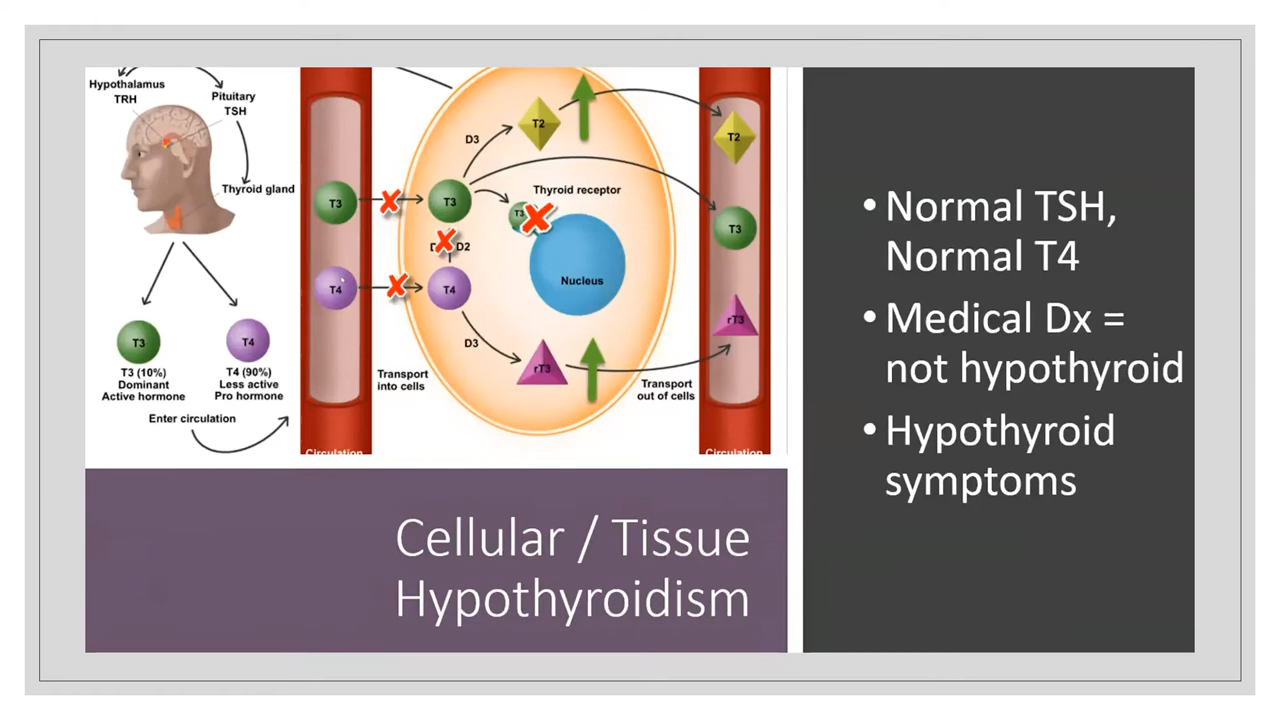 Hypothalamus
TRH
Pituitary
TSH
Thyroid gland
T3
T4
T3 (10%)
Dominant
Active hormone
T4 (90%)
Less active
Pro hormone
Enter circulation
T3
T4
Circulation
Transport
into cells
D3
T2
T3
T3
Thyroid receptor
D2
Nucleus
T4
D3
rT3
Transport
out of cells
T2
T3
rT3
Circulation
Cellular / Tissue
Hypothyroidism
• Normal TSH,
Normal T4
• Medical Dx =
not hypothyroid
• Hypothyroid
symptoms